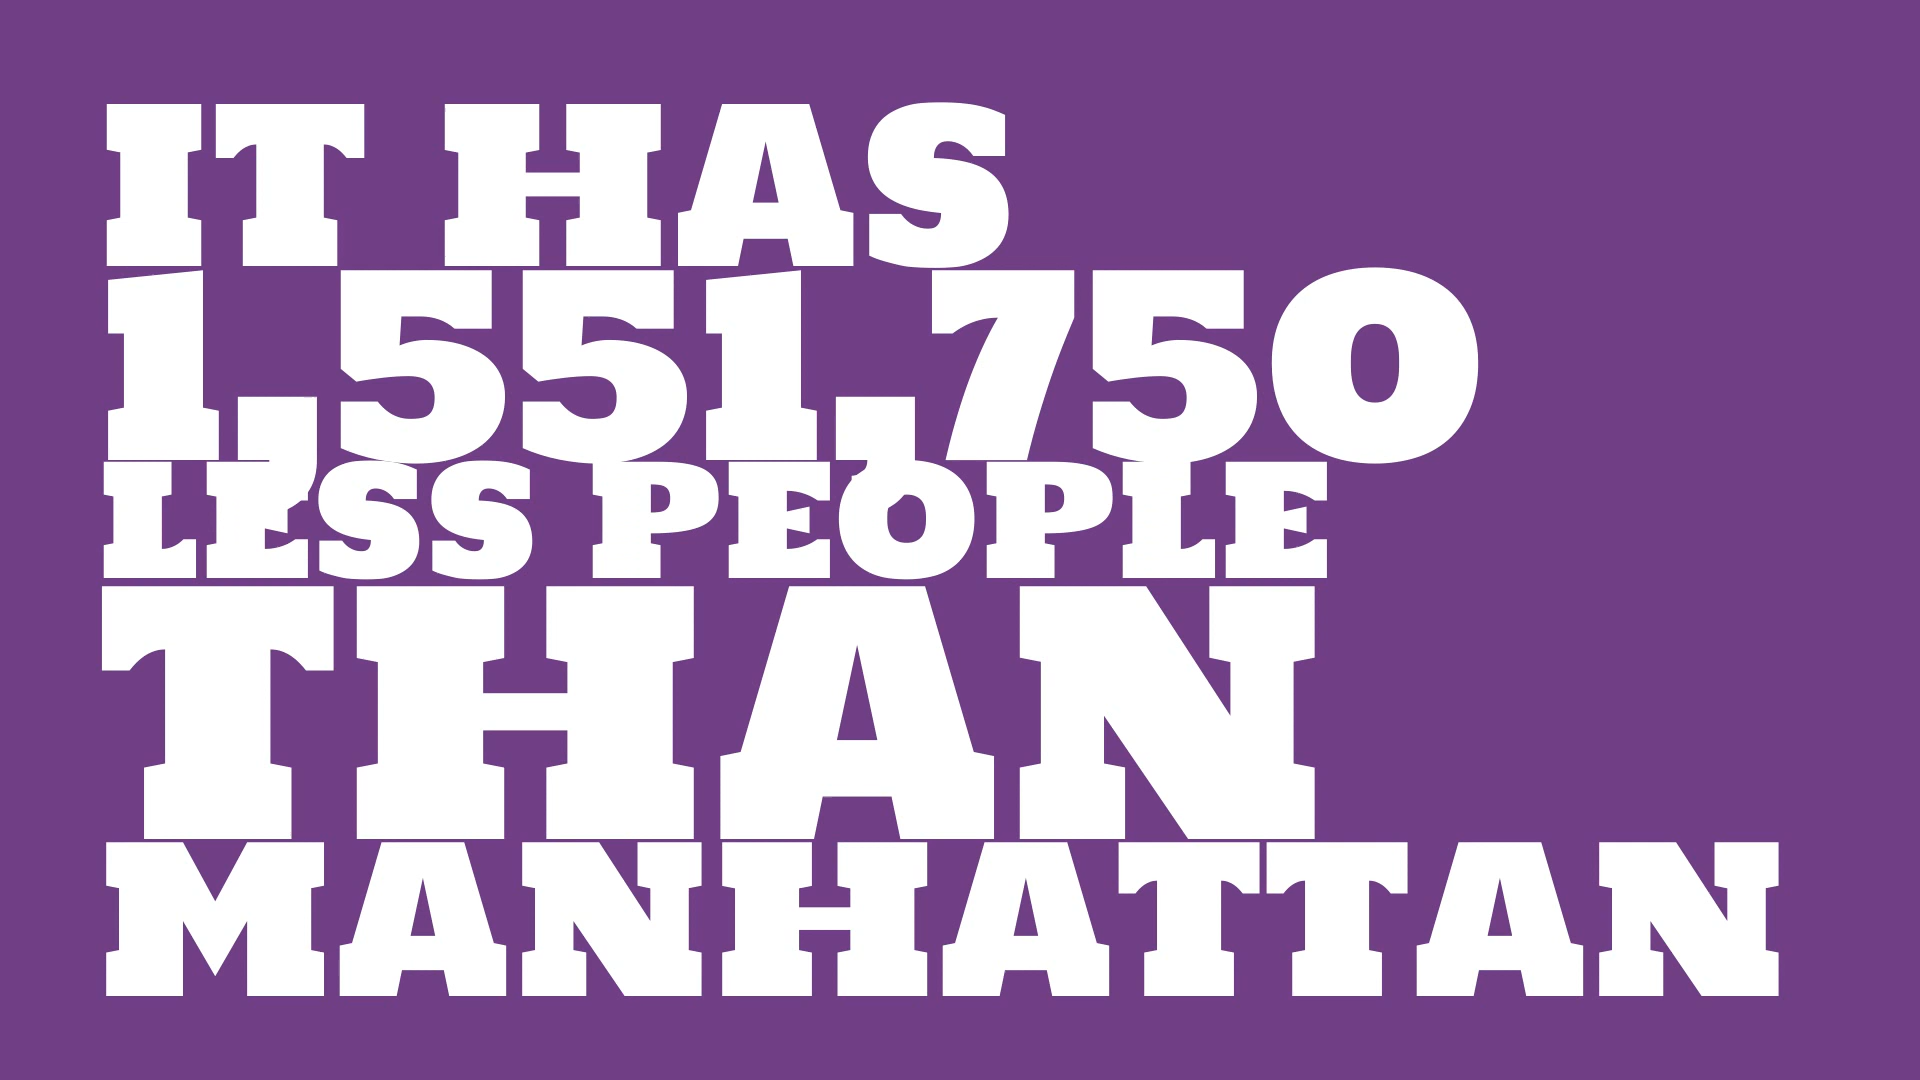 IT HAS
1,551,750
LESS PEOPLE
THAN
MANHATTAN